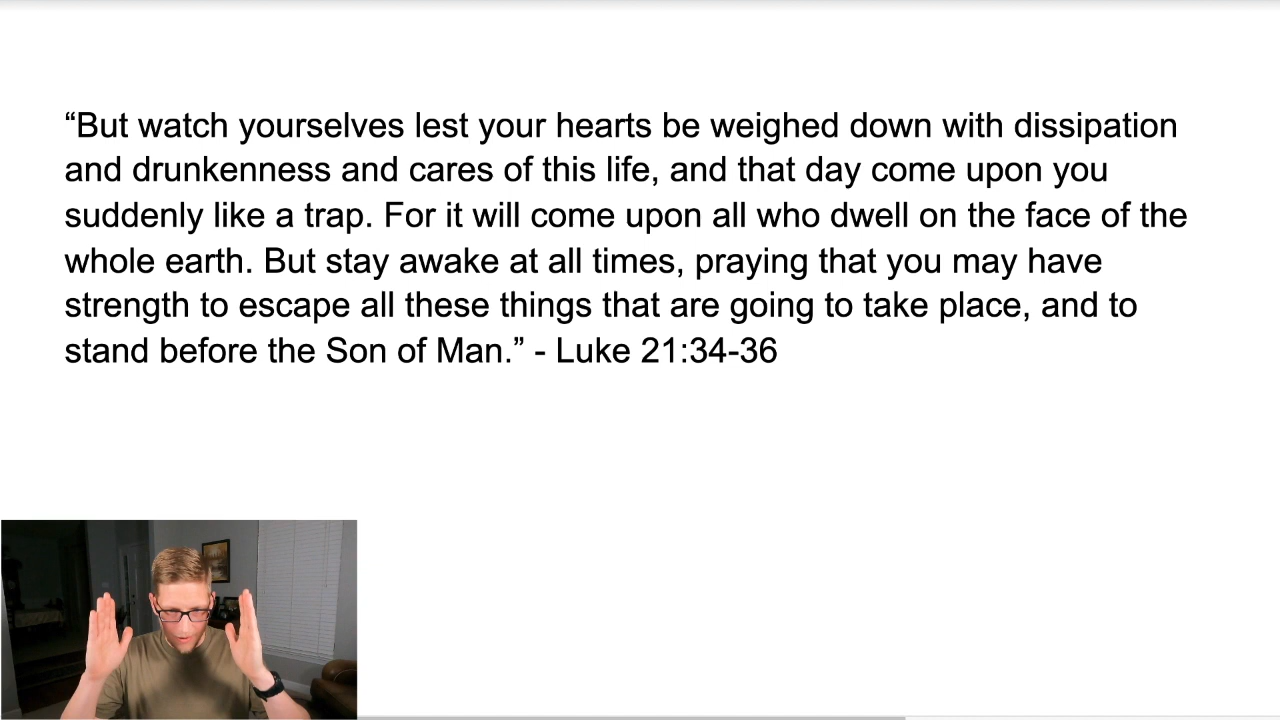 “But watch yourselves lest your hearts be weighed down with dissipation
and drunkenness and cares of this life, and that day come upon you
suddenly like a trap. For it will come upon all who dwell on the face of the
whole earth. But stay awake at all times, praying that you may have
strength to escape all these things that are going to take place, and to
stand before the Son of Man.” - Luke 21:34-36